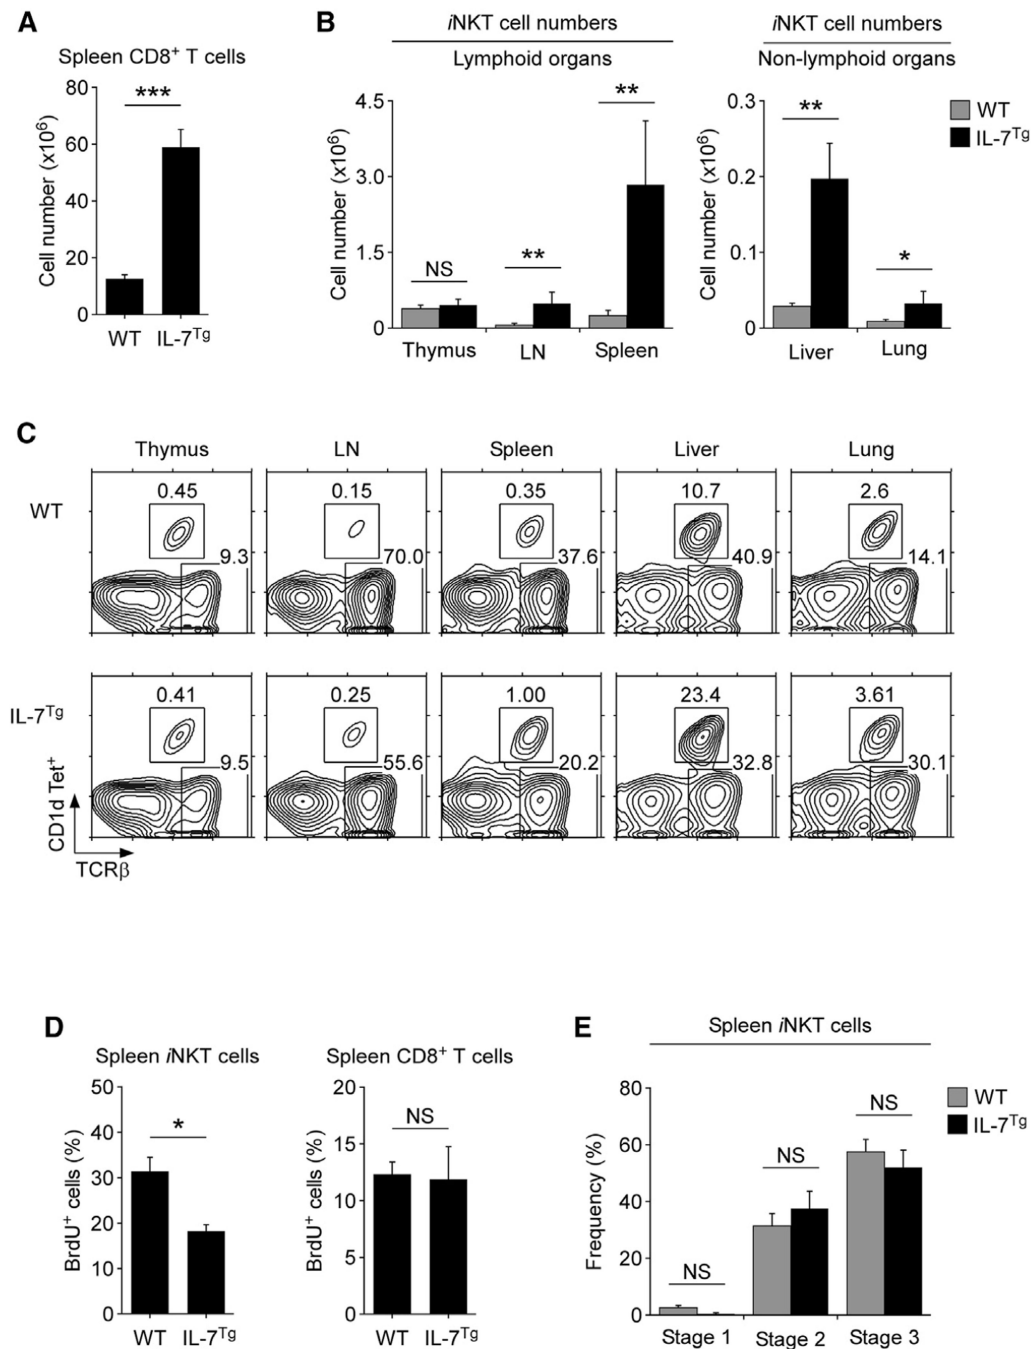 A
Spleen CD8+ T cells
Cell number (x10⁶)
80
60
40
20
0
***
WT
IL-7Tg
B
iNKT cell numbers
Lymphoid organs
Cell number (x10⁶)
4.5
3.0
1.5
0
NS
**
**
Thymus
LN
Spleen
iNKT cell numbers
Non-lymphoid organs
Cell number (x10⁶)
0.3
0.2
0.1
0
**
*
Liver
Lung
WT
IL-7Tg
C
Thymus LN Spleen Liver Lung
WT
0.45 0.15 0.35 10.7 2.6
9.3 70.0 37.6 40.9 14.1
IL-7Tg
0.41 0.25 1.00 23.4 3.61
9.5 55.6 20.2 32.8 30.1
CD1d Tet+
TCRβ
D
Spleen iNKT cells
BrdU+ cells (%)
50
40
30
20
10
0
*
WT
IL-7Tg
Spleen CD8+ T cells
BrdU+ cells (%)
20
15
10
5
0
NS
WT
IL-7Tg
E
Spleen iNKT cells
Frequency (%)
80
60
40
20
0
NS
NS
NS
Stage 1
Stage 2
Stage 3
WT
IL-7Tg